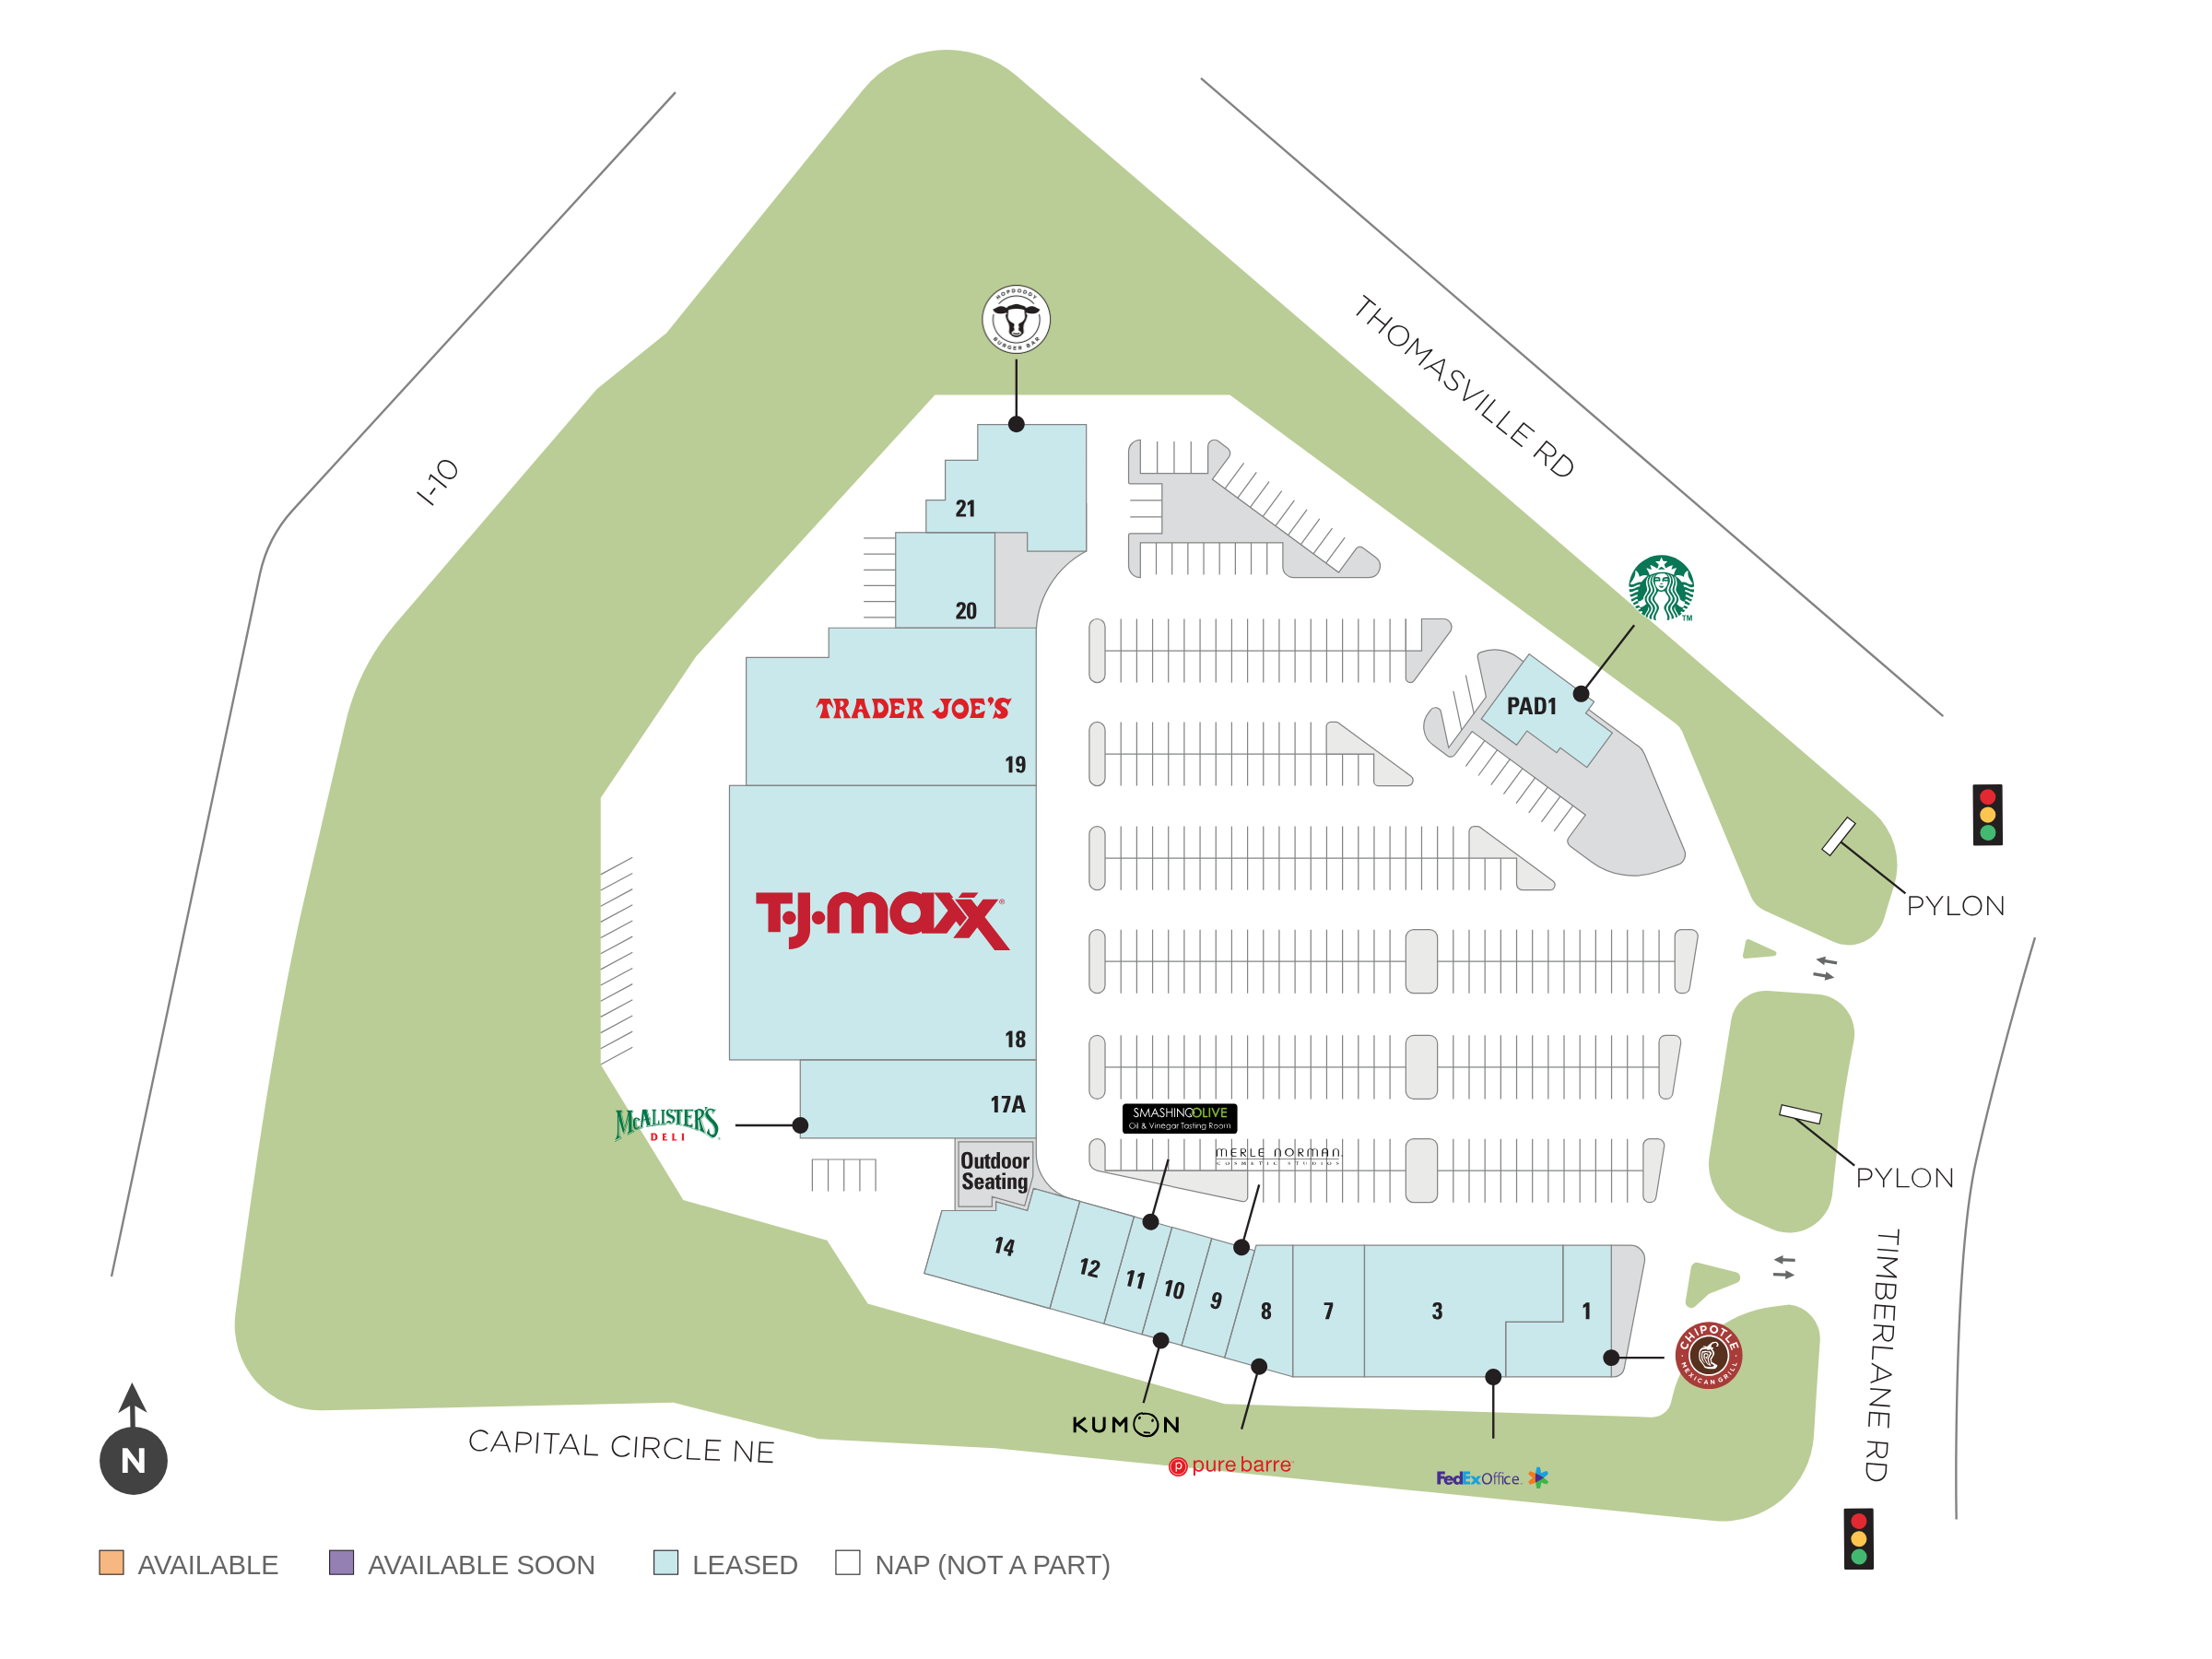 HOPDODDY
BURGER BAR
THOMASVILLE RD
I-10
21
20
TRADER JOE'S
19
PAD1
TM
T.J.maxx®
18
PYLON
17A
McALISTER'S
DELI
SMASHINGOLIVE
Oil & Vinegar Tasting Room
MERLE NORMAN
COSMETIC STUDIOS
Outdoor
Seating
PYLON
14
12
11
10
9
8
7
3
1
CHIPOTLE
MEXICAN GRILL
TIMBERLANE RD
KUMON
pure barre
FedExOffice
CAPITAL CIRCLE NE
N
AVAILABLE
AVAILABLE SOON
LEASED
NAP (NOT A PART)